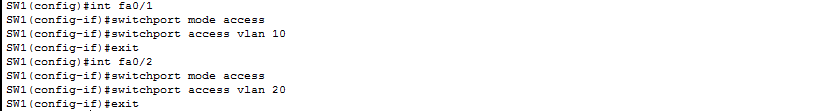 SW1(config)#int fa0/1
SW1(config-if)#switchport mode access
SW1(config-if)#switchport access vlan 10
SW1(config-if)#exit
SW1(config)#int fa0/2
SW1(config-if)#switchport mode access
SW1(config-if)#switchport access vlan 20
SW1(config-if)#exit